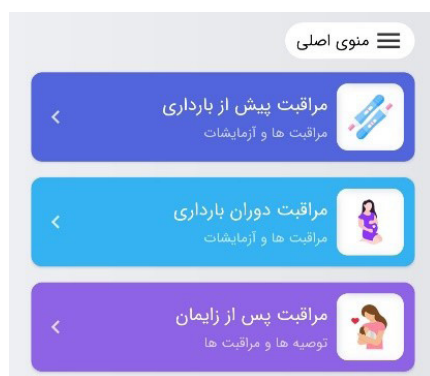 منوی اصلی
مراقبت پیش از بارداری
مراقبت ها و آزمایشات
مراقبت دوران بارداری
مراقبت ها و آزمایشات
مراقبت پس از زایمان
توصیه ها و مراقبت ها